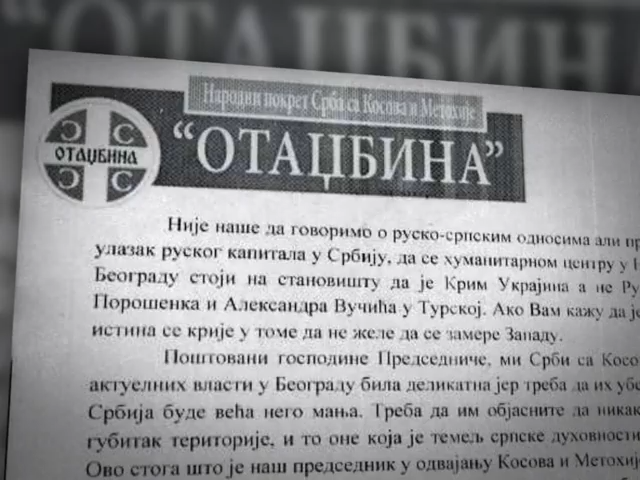 Народни покрет Срба са Косова и Метохије
С С
ОТАЏБИНА
С С
“ОТАЏБИНА”
Није наше да говоримо о руско-српским односима али пр
улазак руског капитала у Србију, да се хуманитарном центру у Н
Београду стоји на становишту да је Крим Украјина а не Ру
Порошенка и Александра Вучића у Турској. Ако Вам кажу да је
истина се крије у томе да не желе да се замере Западу.
Поштовани господине Председниче, ми Срби са Косо
актуелних власти у Београду била деликатна јер треба да их убе
Србија буде већа него мања. Треба да им објасните да никак
губитак територије, и то оне која је темељ српске духовности
Ово стога што је наш председник у одвајању Косова и Метохије